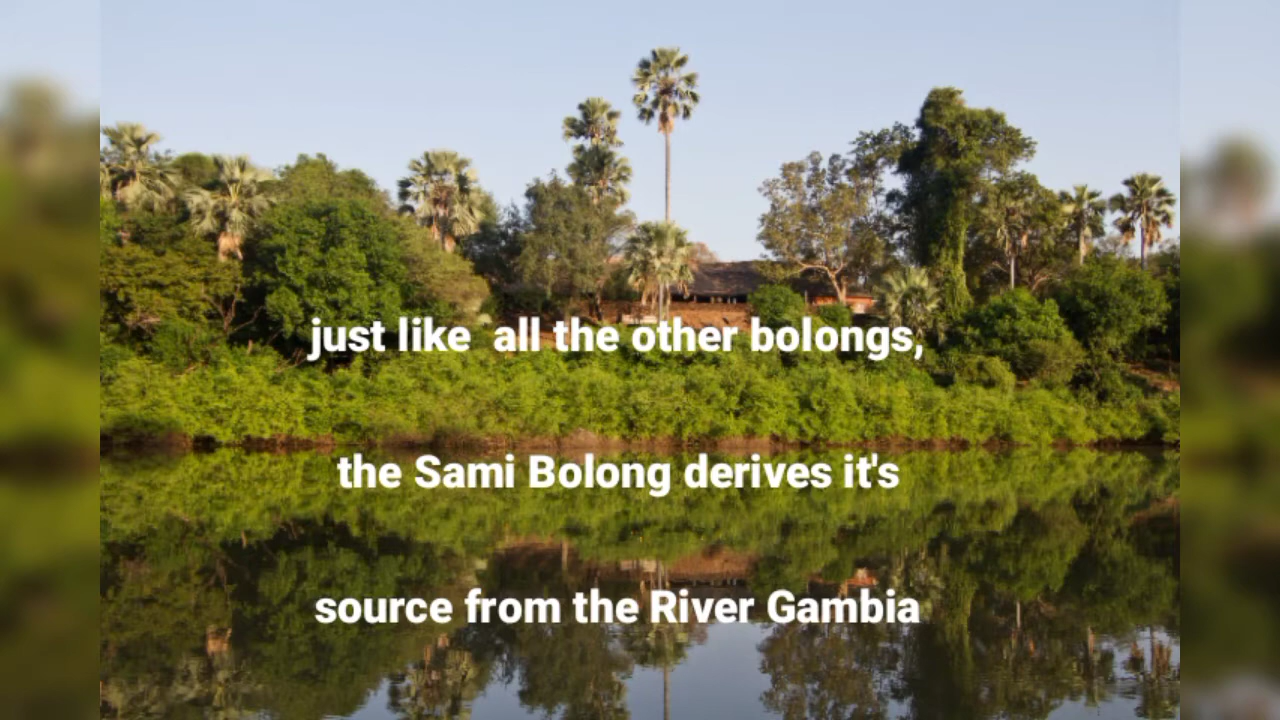 just like  all the other bolongs,
the Sami Bolong derives it's
source from the River Gambia